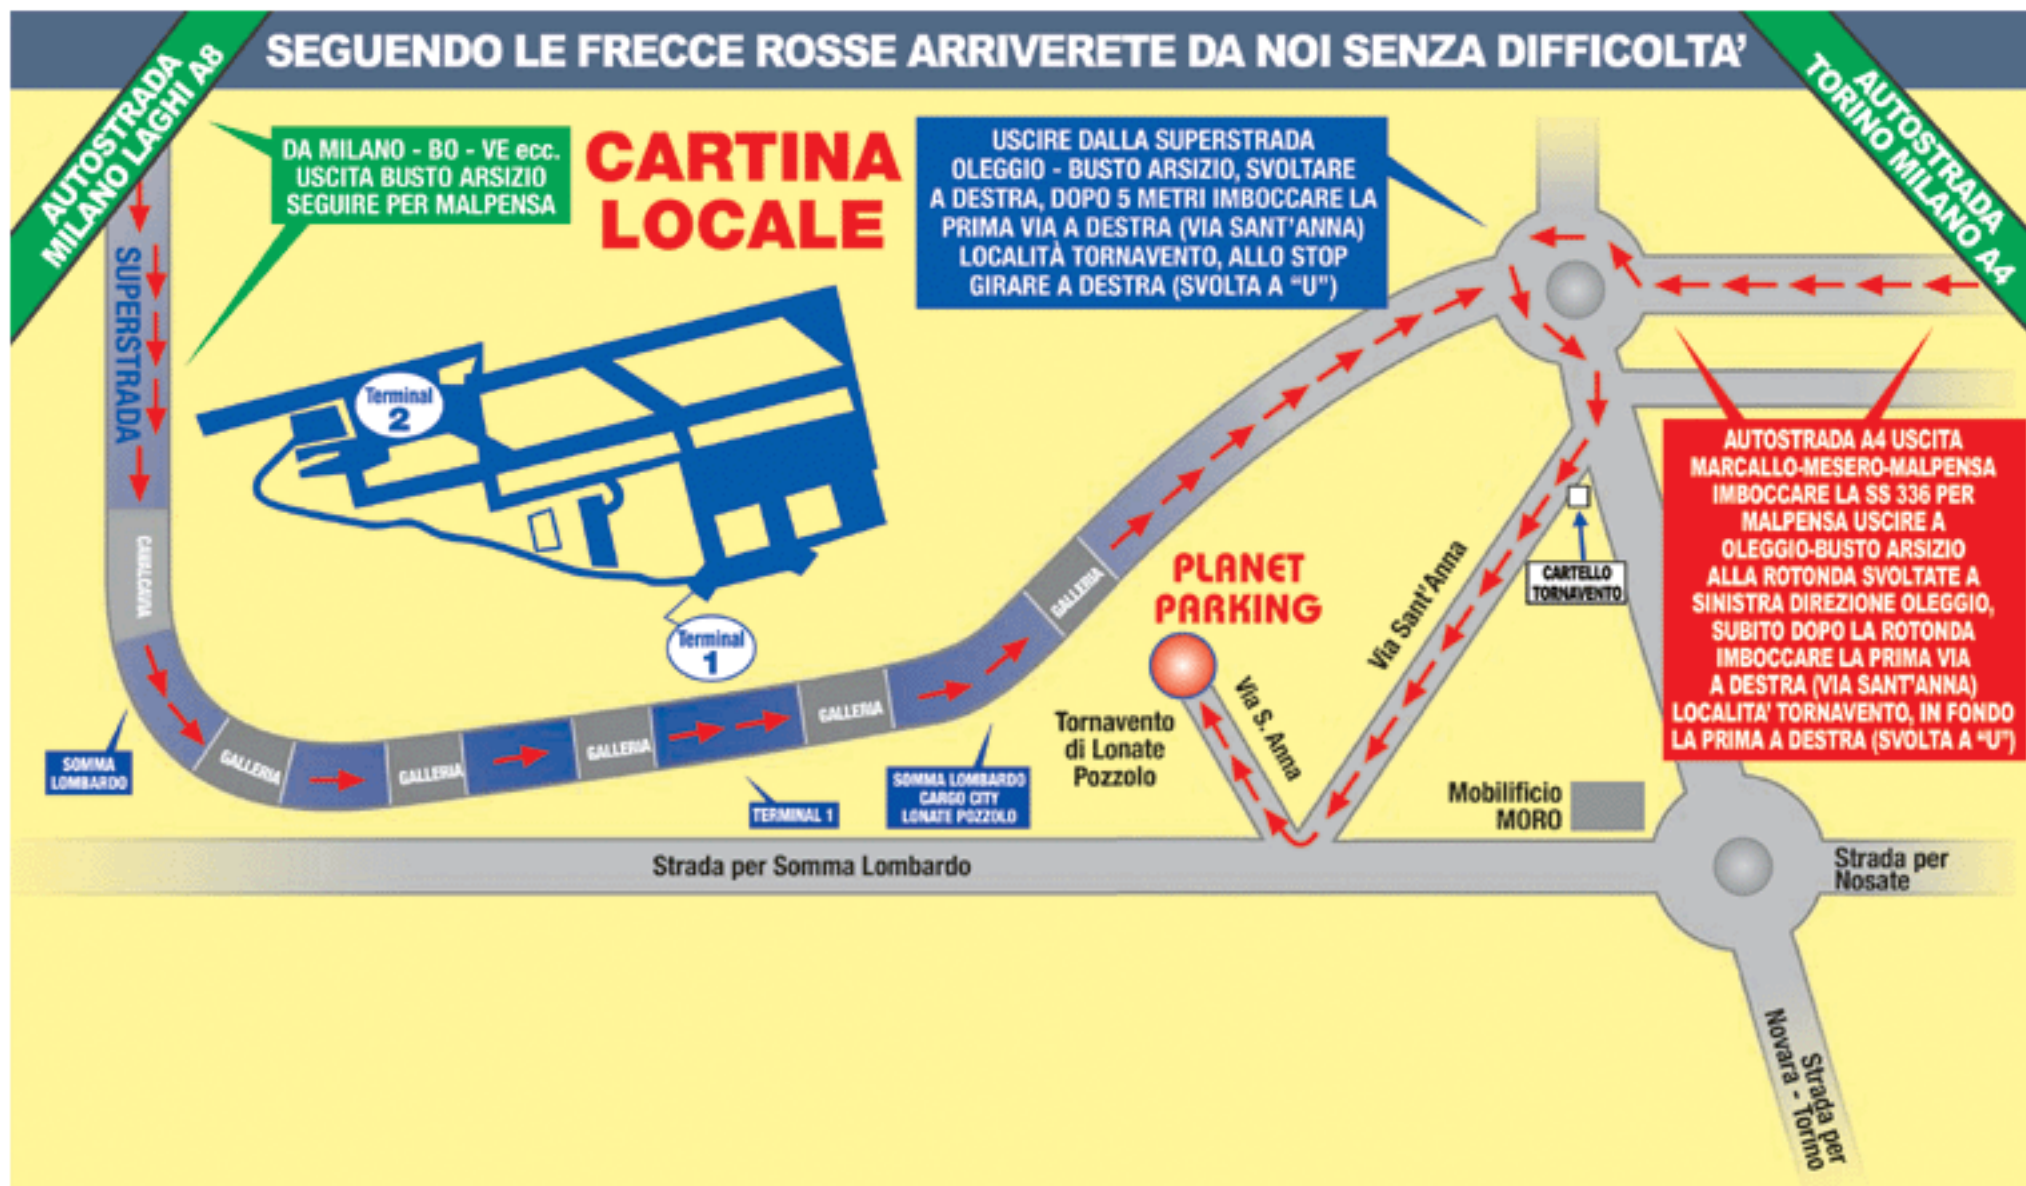 SEGUENDO LE FRECCE ROSSE ARRIVERETE DA NOI SENZA DIFFICOLTA'
AUTOSTRADA
MILANO LAGHI A8
AUTOSTRADA
TORINO MILANO A4
DA MILANO - BO - VE ecc.
USCITA BUSTO ARSIZIO
SEGUIRE PER MALPENSA
CARTINA
LOCALE
USCIRE DALLA SUPERSTRADA
OLEGGIO - BUSTO ARSIZIO, SVOLTARE
A DESTRA, DOPO 5 METRI IMBOCCARE LA
PRIMA VIA A DESTRA (VIA SANT'ANNA)
LOCALITÀ TORNAVENTO, ALLO STOP
GIRARE A DESTRA (SVOLTA A “U”)
SUPERSTRADA
Terminal
2
CAVALCAVIA
Terminal
1
GALLERIA
GALLERIA
GALLERIA
GALLERIA
GALLERIA
SOMMA
LOMBARDO
TERMINAL 1
SOMMA LOMBARDO
CARGO CITY
LONATE POZZOLO
PLANET
PARKING
Via Sant'Anna
Via S. Anna
Tornavento
di Lonate
Pozzolo
CARTELLO
TORNAVENTO
AUTOSTRADA A4 USCITA
MARCALLO-MESERO-MALPENSA
IMBOCCARE LA SS 336 PER
MALPENSA USCIRE A
OLEGGIO-BUSTO ARSIZIO
ALLA ROTONDA SVOLTATE A
SINISTRA DIREZIONE OLEGGIO,
SUBITO DOPO LA ROTONDA
IMBOCCARE LA PRIMA VIA
A DESTRA (VIA SANT'ANNA)
LOCALITA' TORNAVENTO, IN FONDO
LA PRIMA A DESTRA (SVOLTA A “U”)
Mobilificio
MORO
Strada per Somma Lombardo
Strada per
Nosate
Strada per
Novara - Torino